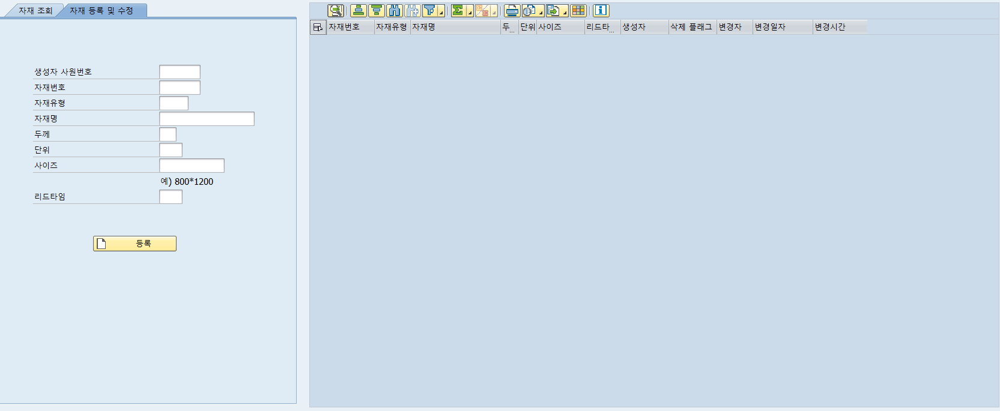 자재 조회
자재 등록 및 수정
생성자 사원번호
자재번호
자재유형
자재명
두께
단위
사이즈
예) 800*1200
리드타임
등록
자재번호 자재유형 자재명 두... 단위 사이즈 리드타... 생성자 삭제 플래그 변경자 변경일자 변경시간